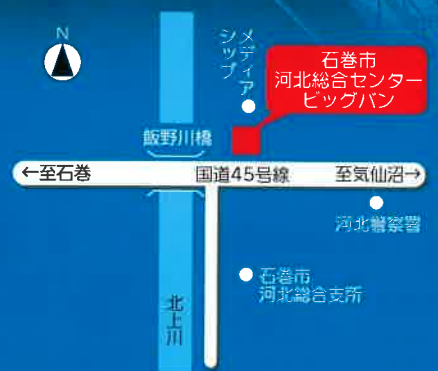 N
メディア
シップ
石巻市
河北総合センター
ビッグバン
飯野川橋
←至石巻
国道45号線
至気仙沼→
河北警察署
石巻市
河北総合支所
北上川